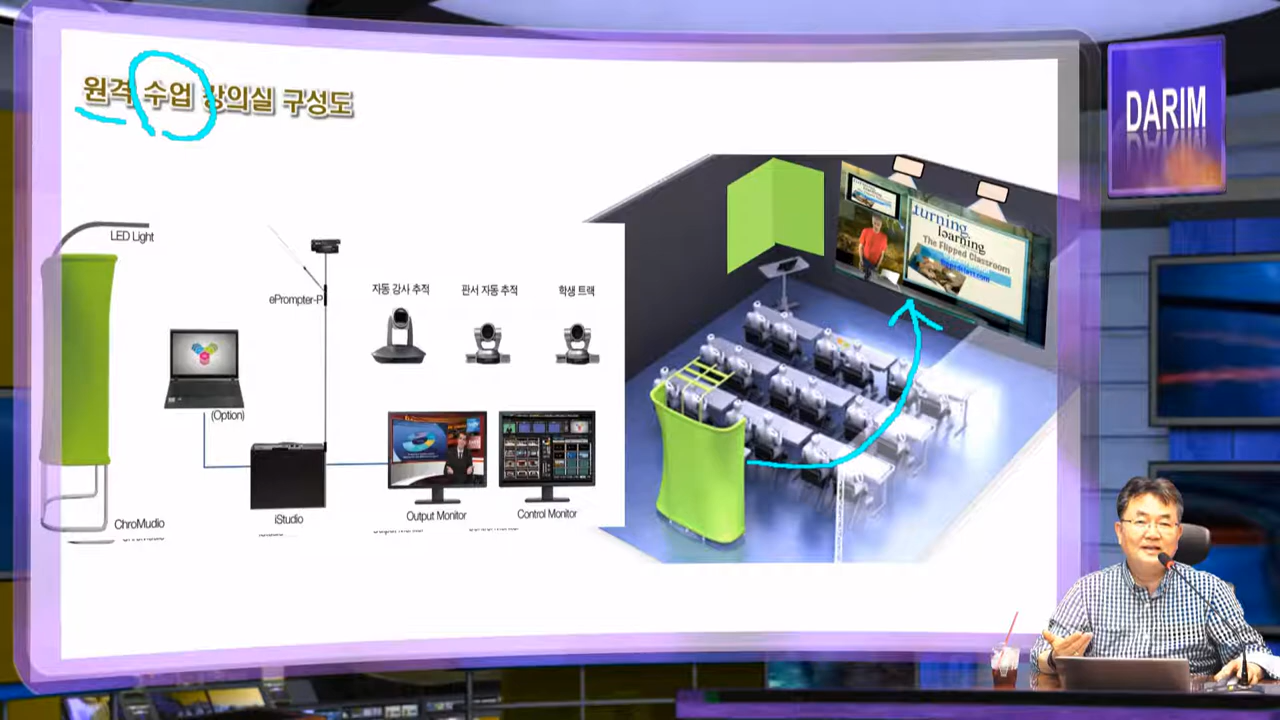 원격 수업 강의실 구성도
DARIM
LED Light
ePrompter-P
자동 강사 추적
판서 자동 추적
학생 트랙
turning
learning
The Flipped Classroom
(Option)
ChroMudio
iStudio
Output Monitor
Control Monitor